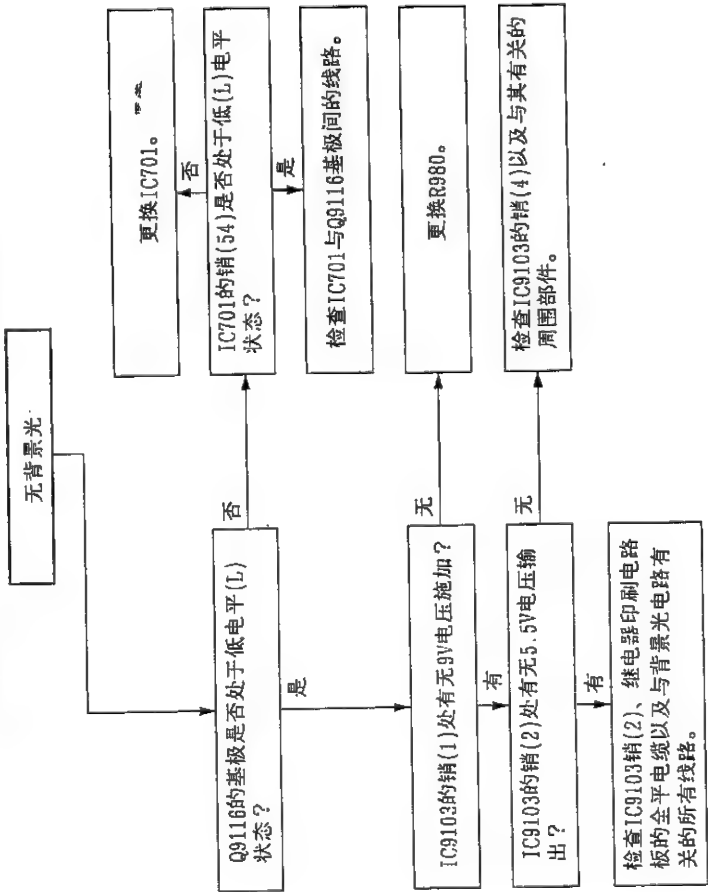 无背景光
Q9116的基极是否处于低电平(L)
状态？
否
是
更换IC701。
否
IC701的销(54)是否处于低(L)电平
状态？
是
检查IC701与Q9116基极间的线路。
IC9103的销(1)处有无9V电压施加？
无
有
更换R980。
IC9103的销(2)处有无5.5V电压输
出？
无
有
检查IC9103的销(4)以及与其有关的
周围部件。
检查IC9103销(2)、继电器印刷电路
板的全平电缆以及与背景光电路有
关的所有线路。